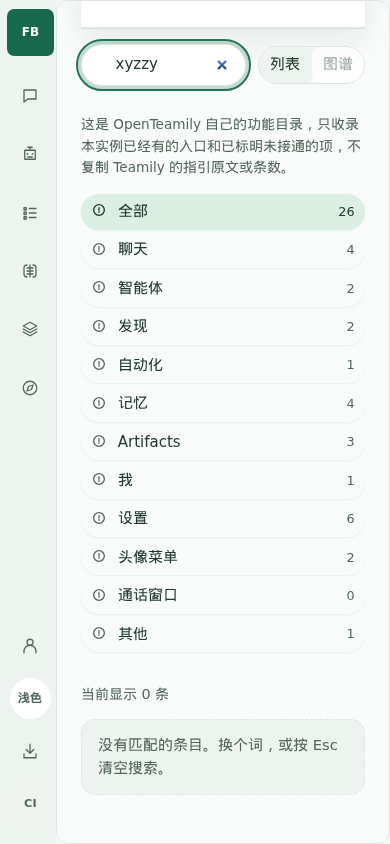 FB
xyzzy
列表
图谱
这是 OpenTeamily 自己的功能目录，只收录
本实例已经有的入口和已标明未接通的项，不
复制 Teamily 的指引原文或条数。
全部 26
聊天 4
智能体 2
发现 2
自动化 1
记忆 4
Artifacts 3
我 1
设置 6
头像菜单 2
通话窗口 0
其他 1
当前显示 0 条
没有匹配的条目。换个词，或按 Esc
清空搜索。
浅色
CI